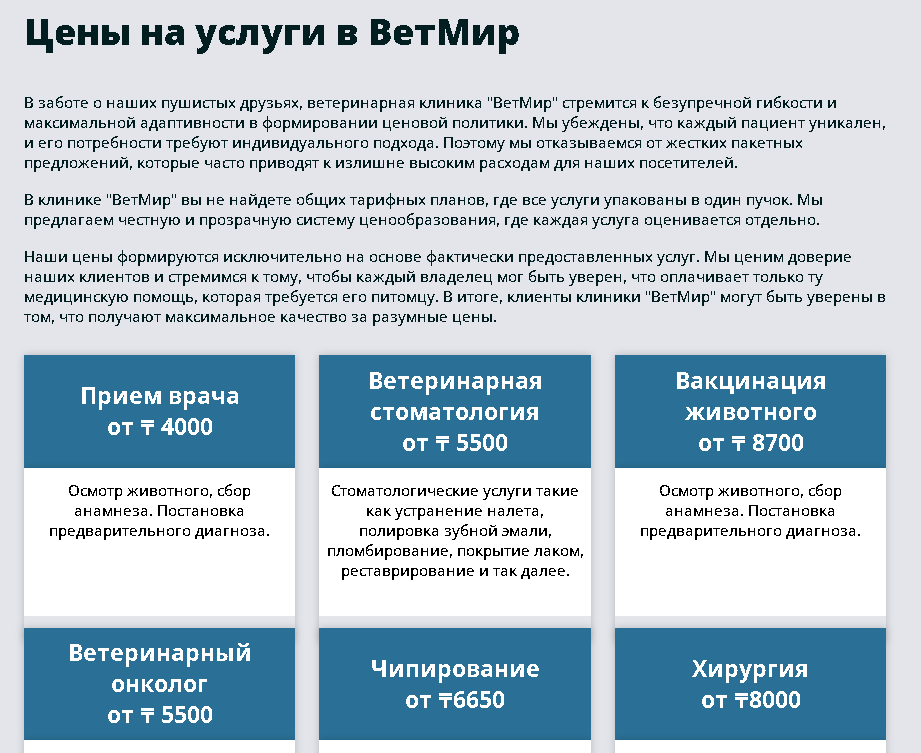 Цены на услуги в ВетМир
В заботе о наших пушистых друзьях, ветеринарная клиника "ВетМир" стремится к безупречной гибкости и
максимальной адаптивности в формировании ценовой политики. Мы убеждены, что каждый пациент уникален,
и его потребности требуют индивидуального подхода. Поэтому мы отказываемся от жестких пакетных
предложений, которые часто приводят к излишне высоким расходам для наших посетителей.
В клинике "ВетМир" вы не найдете общих тарифных планов, где все услуги упакованы в один пучок. Мы
предлагаем честную и прозрачную систему ценообразования, где каждая услуга оценивается отдельно.
Наши цены формируются исключительно на основе фактически предоставленных услуг. Мы ценим доверие
наших клиентов и стремимся к тому, чтобы каждый владелец мог быть уверен, что оплачивает только ту
медицинскую помощь, которая требуется его питомцу. В итоге, клиенты клиники "ВетМир" могут быть уверены в
том, что получают максимальное качество за разумные цены.
Прием врача
от ₸ 4000
Осмотр животного, сбор
анамнеза. Постановка
предварительного диагноза.
Ветеринарная
стоматология
от ₸ 5500
Стоматологические услуги такие
как устранение налета,
полировка зубной эмали,
пломбирование, покрытие лаком,
реставрирование и так далее.
Вакцинация
животного
от ₸ 8700
Осмотр животного, сбор
анамнеза. Постановка
предварительного диагноза.
Ветеринарный
онколог
от ₸ 5500
Чипирование
от ₸6650
Хирургия
от ₸8000